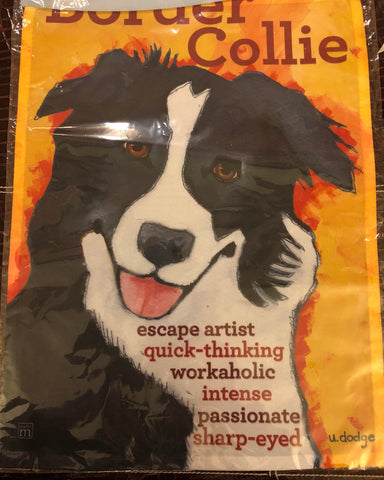 Border
Collie
escape artist
quick-thinking
workaholic
intense
passionate
sharp-eyed
u.dodge
m